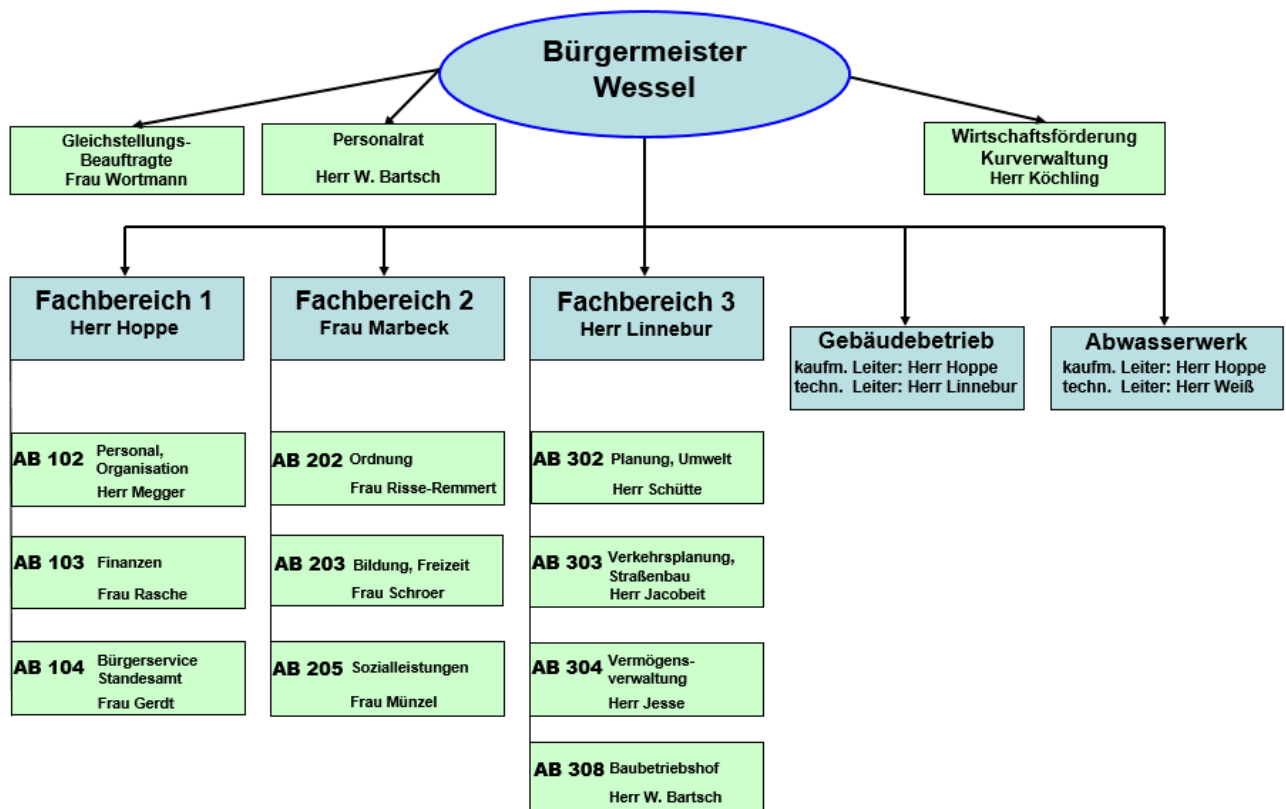 Bürgermeister
Wessel
Gleichstellungs-
Beauftragte
Frau Wortmann
Personalrat
Herr W. Bartsch
Wirtschaftsförderung
Kurverwaltung
Herr Köchling
Fachbereich 1
Herr Hoppe
Fachbereich 2
Frau Marbeck
Fachbereich 3
Herr Linnebur
Gebäudebetrieb
kaufm. Leiter: Herr Hoppe
techn. Leiter: Herr Linnebur
Abwasserwerk
kaufm. Leiter: Herr Hoppe
techn. Leiter: Herr Weiß
AB 102 Personal,
Organisation
Herr Megger
AB 103 Finanzen
Frau Rasche
AB 104 Bürgerservice
Standesamt
Frau Gerdt
AB 202 Ordnung
Frau Risse-Remmert
AB 203 Bildung, Freizeit
Frau Schroer
AB 205 Sozialleistungen
Frau Münzel
AB 302 Planung, Umwelt
Herr Schütte
AB 303 Verkehrsplanung,
Straßenbau
Herr Jacobeit
AB 304 Vermögens-
verwaltung
Herr Jesse
AB 308 Baubetriebshof
Herr W. Bartsch